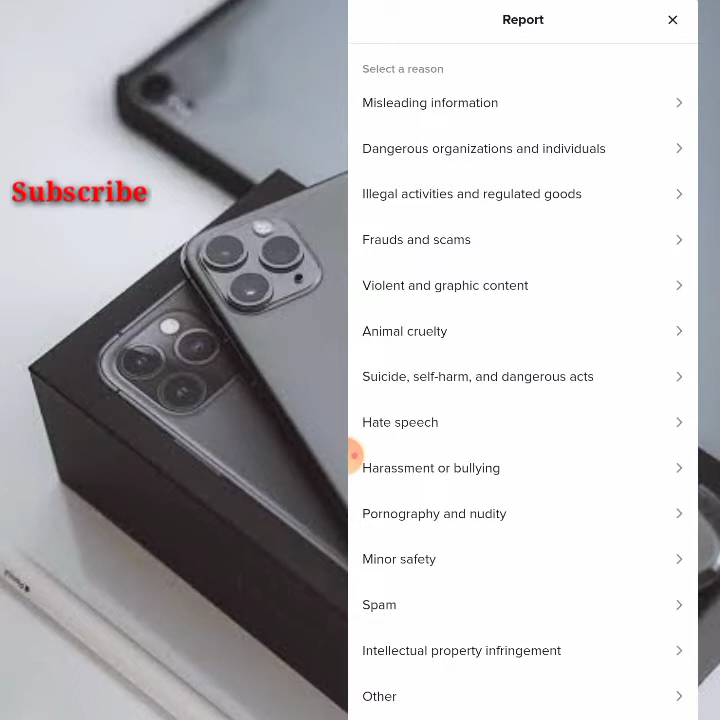 Report
Select a reason
Misleading information
Dangerous organizations and individuals
Illegal activities and regulated goods
Subscribe
Frauds and scams
Violent and graphic content
Animal cruelty
Suicide, self-harm, and dangerous acts
Hate speech
Harassment or bullying
Pornography and nudity
Minor safety
Spam
Intellectual property infringement
Other